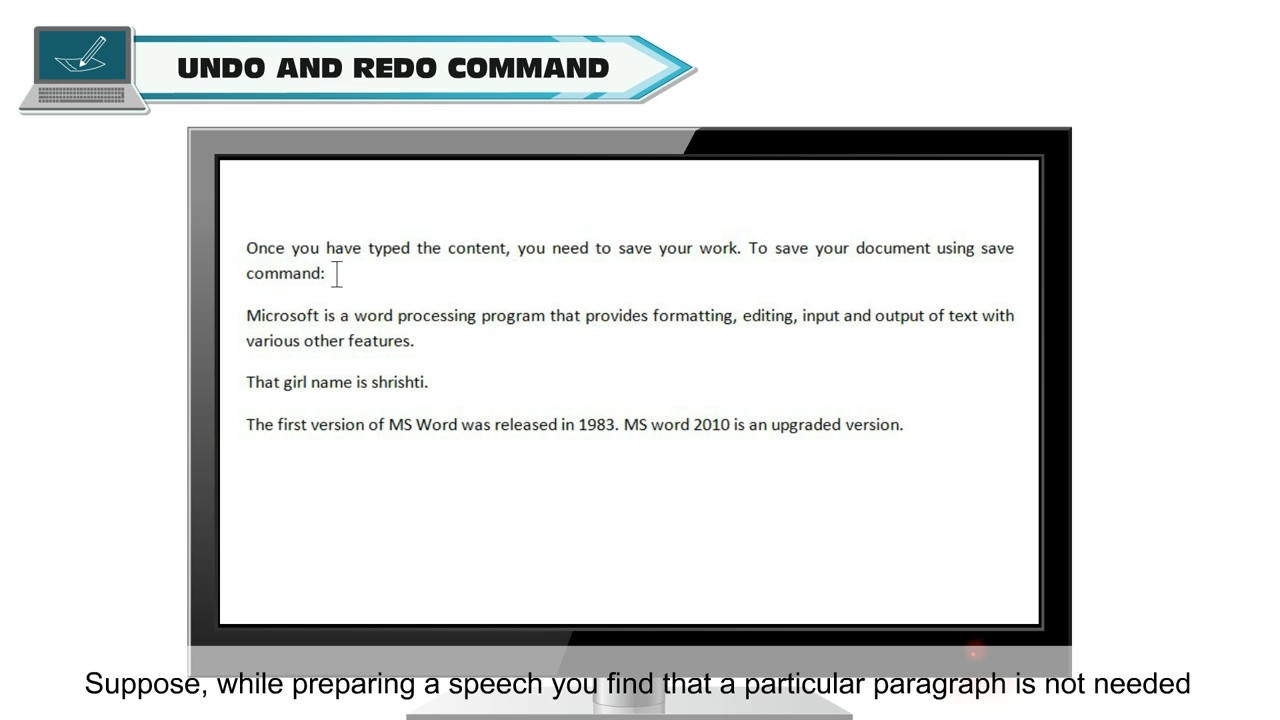 UNDO AND REDO COMMAND
Once you have typed the content, you need to save your work. To save your document using save
command:
Microsoft is a word processing program that provides formatting, editing, input and output of text with
various other features.
That girl name is shrishti.
The first version of MS Word was released in 1983. MS word 2010 is an upgraded version.
Suppose, while preparing a speech you find that a particular paragraph is not needed